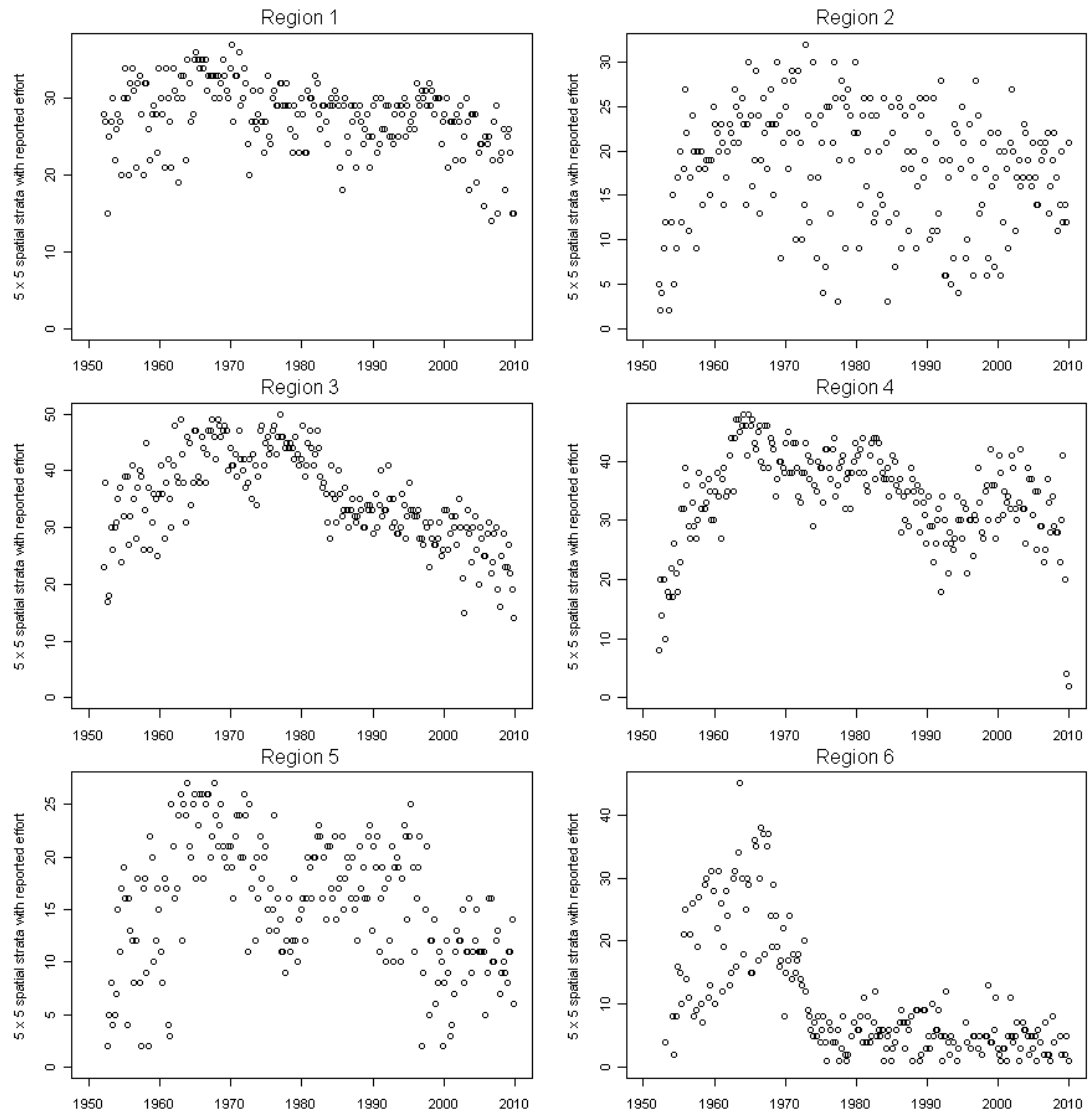 Region 1
5 x 5 spatial strata with reported effort
0 10 20 30
1950 1960 1970 1980 1990 2000 2010
Region 2
5 x 5 spatial strata with reported effort
0 5 10 15 20 25 30
1950 1960 1970 1980 1990 2000 2010
Region 3
5 x 5 spatial strata with reported effort
0 10 20 30 40 50
1950 1960 1970 1980 1990 2000 2010
Region 4
5 x 5 spatial strata with reported effort
0 10 20 30 40
1950 1960 1970 1980 1990 2000 2010
Region 5
5 x 5 spatial strata with reported effort
0 5 10 15 20 25
1950 1960 1970 1980 1990 2000 2010
Region 6
5 x 5 spatial strata with reported effort
0 10 20 30 40
1950 1960 1970 1980 1990 2000 2010